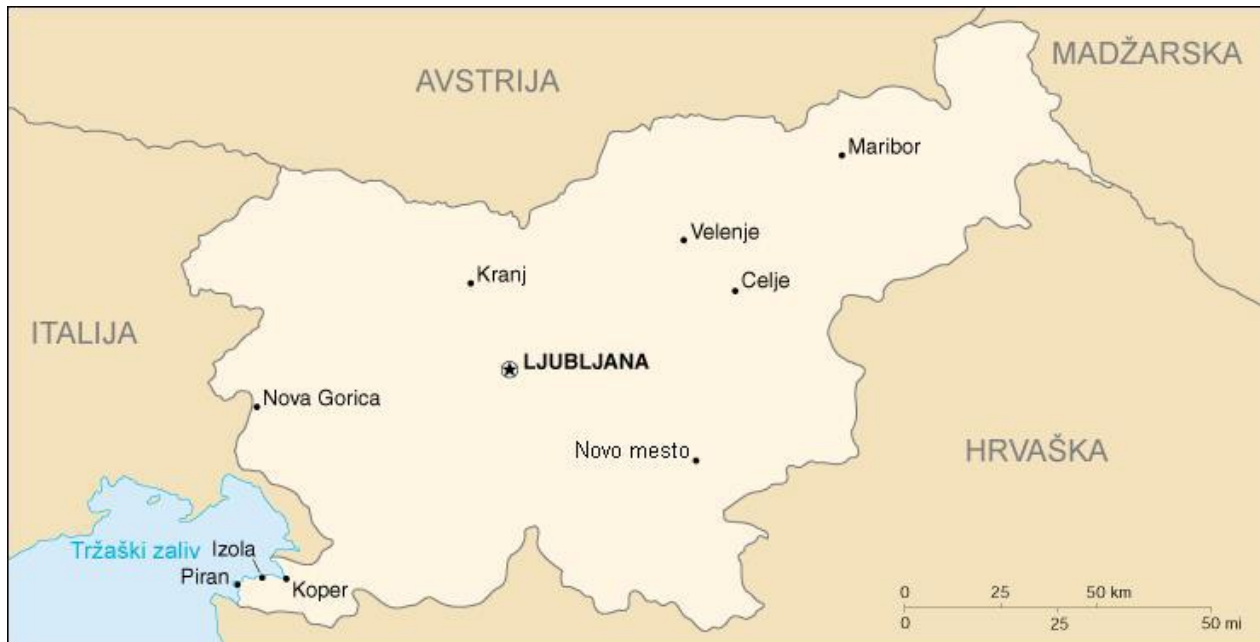 AVSTRIJA
MADŽARSKA
Maribor
Velenje
Kranj
Celje
ITALIJA
LJUBLJANA
Nova Gorica
Novo mesto
HRVAŠKA
Tržaški zaliv
Izola
Piran
Koper
0 25 50 km
0 25 50 mi